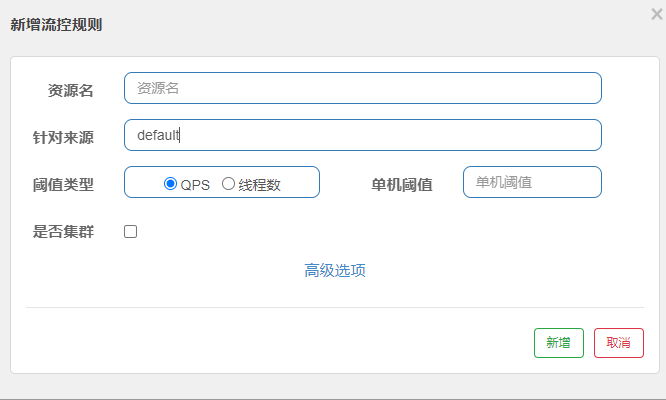 新增流控规则
×
资源名 资源名
针对来源 default
阈值类型 QPS 线程数 单机阈值 单机阈值
是否集群
高级选项
新增 取消